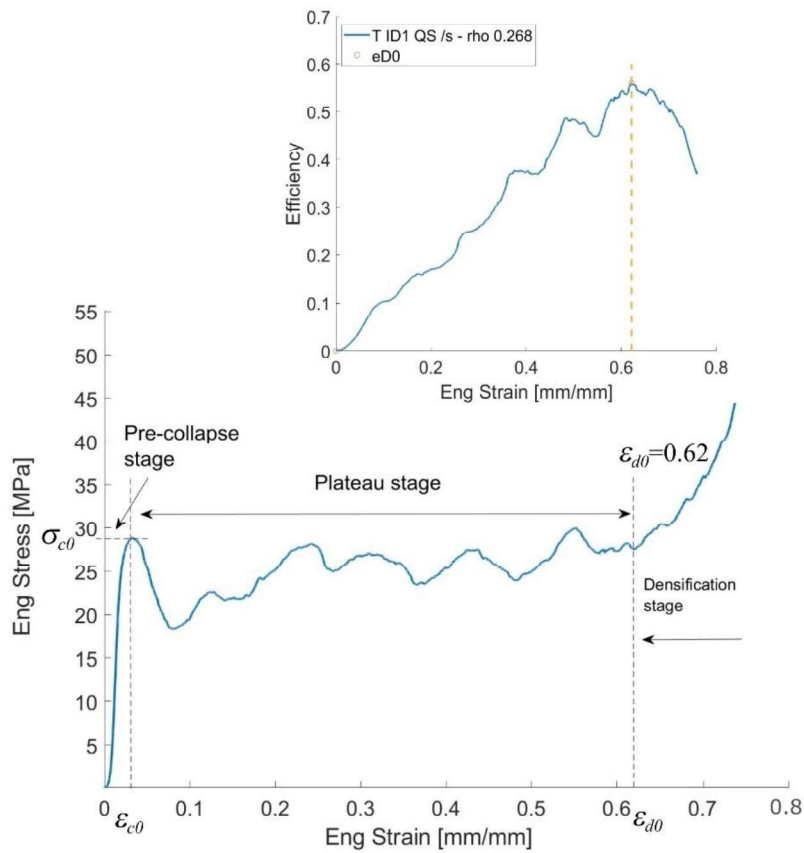 0.7
0.6
0.5
0.4
0.3
0.2
0.1
0
Efficiency
T ID1 QS /s - rho 0.268
eD0
0 0.2 0.4 0.6 0.8
Eng Strain [mm/mm]
55
50
45
40
35
30
25
20
15
10
5
Eng Stress [MPa]
σc0
Pre-collapse
stage
Plateau stage
εd0=0.62
Densification
stage
0 0.1 0.2 0.3 0.4 0.5 0.6 0.7 0.8
εc0
εd0
Eng Strain [mm/mm]